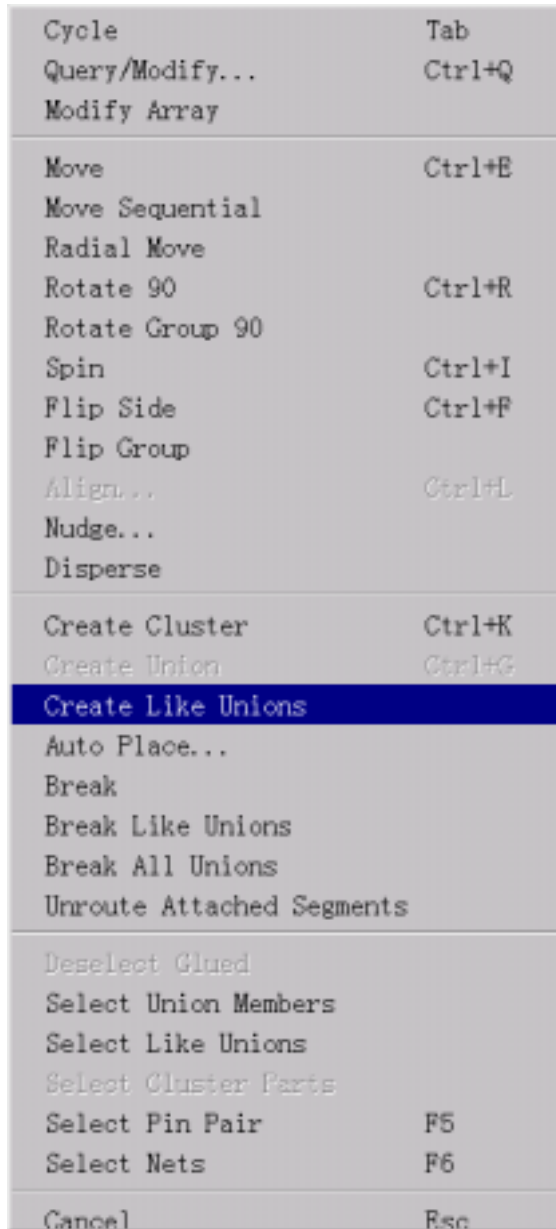 Cycle Tab
Query/Modify... Ctrl+Q
Modify Array
Move Ctrl+E
Move Sequential
Radial Move
Rotate 90 Ctrl+R
Rotate Group 90
Spin Ctrl+I
Flip Side Ctrl+F
Flip Group
Align... Ctrl+L
Nudge...
Disperse
Create Cluster Ctrl+K
Create Union Ctrl+G
Create Like Unions
Auto Place...
Break
Break Like Unions
Break All Unions
Unroute Attached Segments
Deselect Glued
Select Union Members
Select Like Unions
Select Cluster Parts
Select Pin Pair F5
Select Nets F6
Cancel Esc